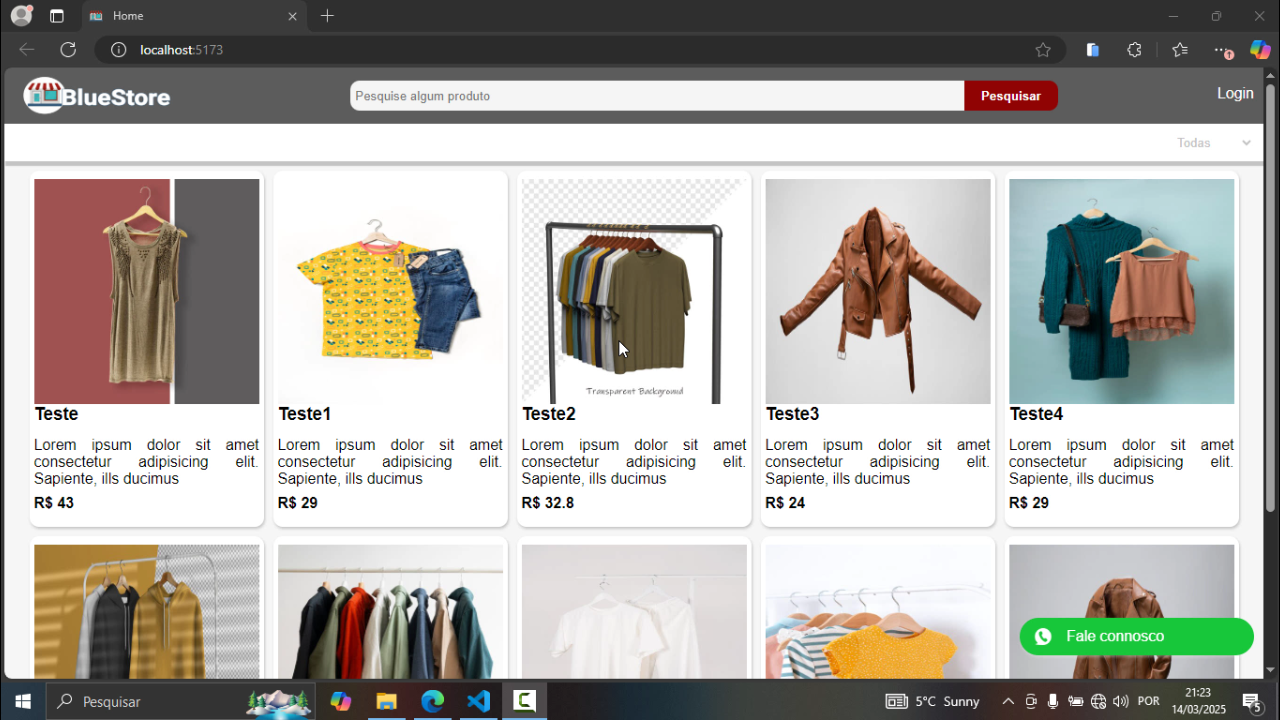 Home
localhost:5173
BlueStore
Pesquise algum produto
Pesquisar
Login
Todas
Transparent Background
Teste
Lorem ipsum dolor sit amet
consectetur adipisicing elit.
Sapiente, ills ducimus
R$ 43
Teste1
Lorem ipsum dolor sit amet
consectetur adipisicing elit.
Sapiente, ills ducimus
R$ 29
Teste2
Lorem ipsum dolor sit amet
consectetur adipisicing elit.
Sapiente, ills ducimus
R$ 32.8
Teste3
Lorem ipsum dolor sit amet
consectetur adipisicing elit.
Sapiente, ills ducimus
R$ 24
Teste4
Lorem ipsum dolor sit amet
consectetur adipisicing elit.
Sapiente, ills ducimus
R$ 29
Fale connosco
Pesquisar
5°C Sunny
POR
21:23
14/03/2025
5